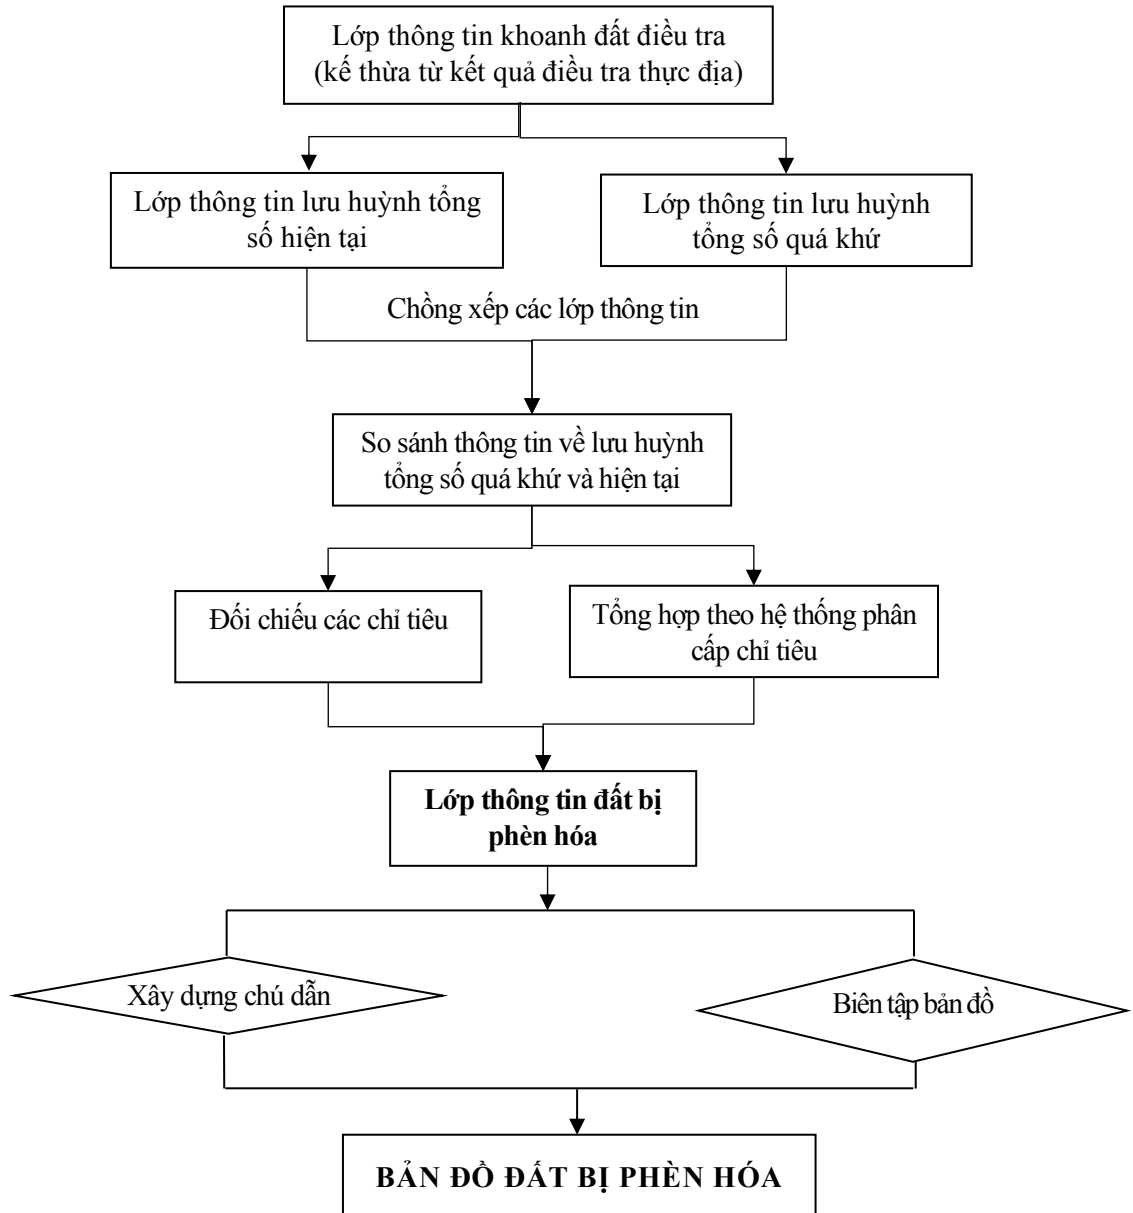 Lớp thông tin khoanh đất điều tra
(kế thừa từ kết quả điều tra thực địa)
Lớp thông tin lưu huỳnh tổng
số hiện tại
Lớp thông tin lưu huỳnh
tổng số quá khứ
Chồng xếp các lớp thông tin
So sánh thông tin về lưu huỳnh
tổng số quá khứ và hiện tại
Đối chiếu các chỉ tiêu
Tổng hợp theo hệ thống phân
cấp chỉ tiêu
Lớp thông tin đất bị
phèn hóa
Xây dựng chú dẫn
Biên tập bản đồ
BẢN ĐỒ ĐẤT BỊ PHÈN HÓA